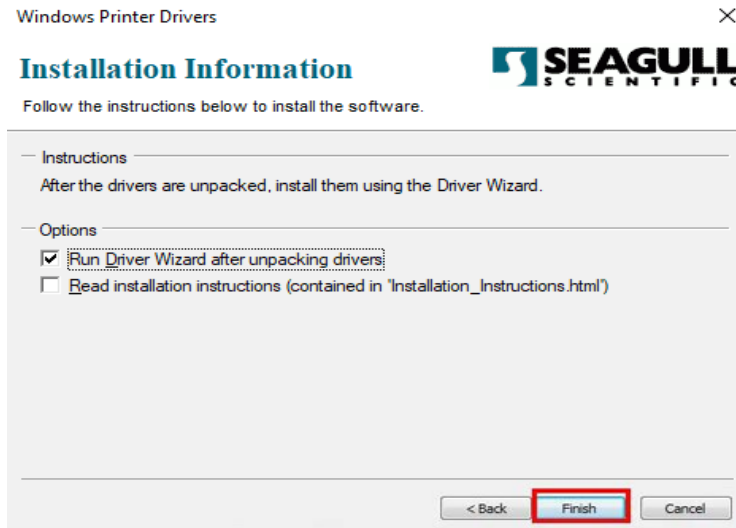 Windows Printer Drivers
Installation Information
SEAGULL
SCIENTIFIC
Follow the instructions below to install the software.
Instructions
After the drivers are unpacked, install them using the Driver Wizard.
Options
Run Driver Wizard after unpacking drivers
Read installation instructions (contained in 'Installation_Instructions.html')
< Back Finish Cancel